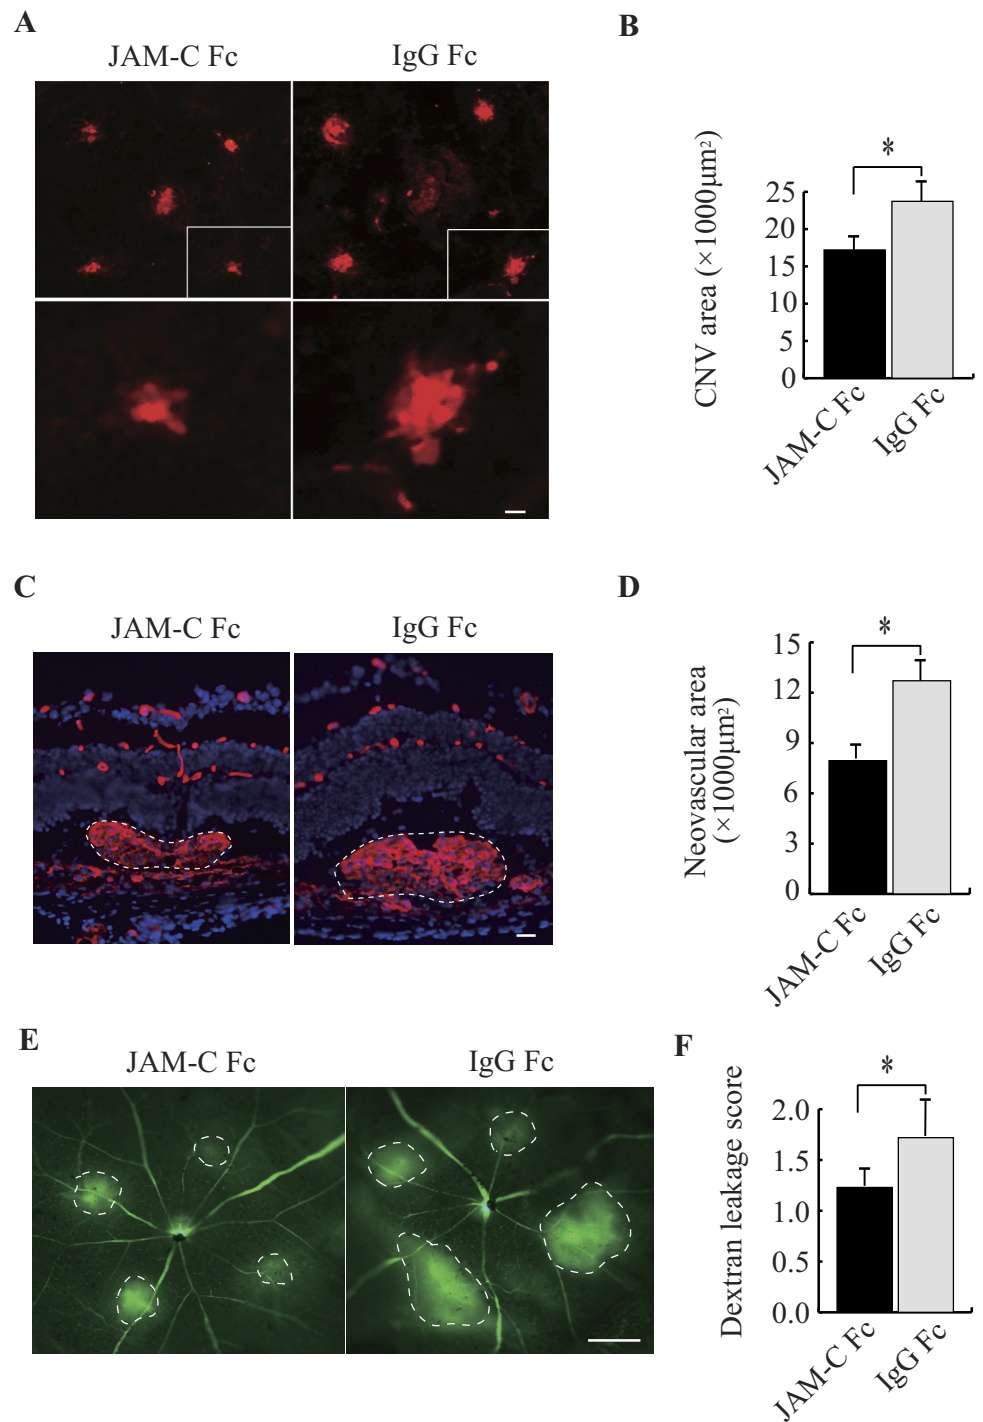 A
JAM-C Fc
IgG Fc
B
CNV area (×1000μm²)
25
20
15
10
5
0
*
JAM-C Fc
IgG Fc
C
JAM-C Fc
IgG Fc
D
Neovascular area
(×1000μm²)
15
12
9
6
3
0
*
JAM-C Fc
IgG Fc
E
JAM-C Fc
IgG Fc
F
Dextran leakage score
2.0
1.5
1.0
0.5
0.0
*
JAM-C Fc
IgG Fc